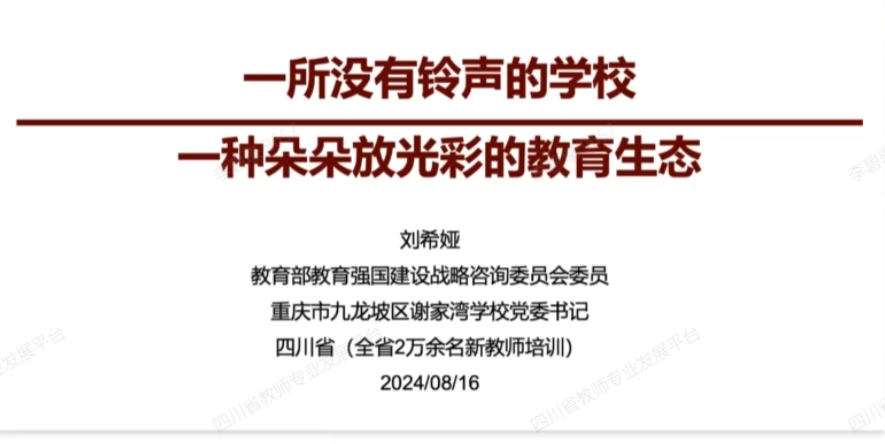 一所没有铃声的学校
一种朵朵放光彩的教育生态
刘希娅
教育部教育强国建设战略咨询委员会委员
重庆市九龙坡区谢家湾学校党委书记
四川省（全省2万余名新教师培训）
2024/08/16
四川省教师专业发展平台
四川省教师专业发展平台
业发展平台